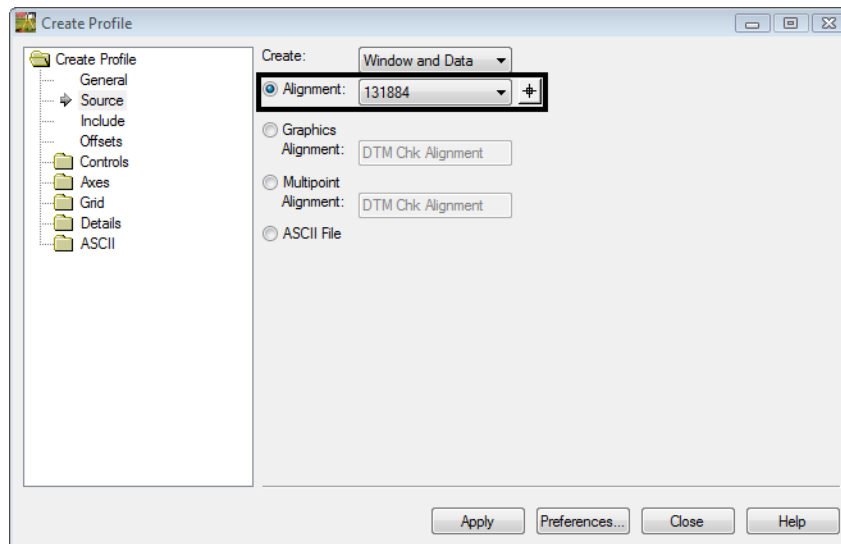 Create Profile
Create Profile
General
Source
Include
Offsets
Controls
Axes
Grid
Details
ASCII
Create: Window and Data
Alignment: 131884
Graphics
Alignment: DTM Chk Alignment
Multipoint
Alignment: DTM Chk Alignment
ASCII File
Apply Preferences... Close Help